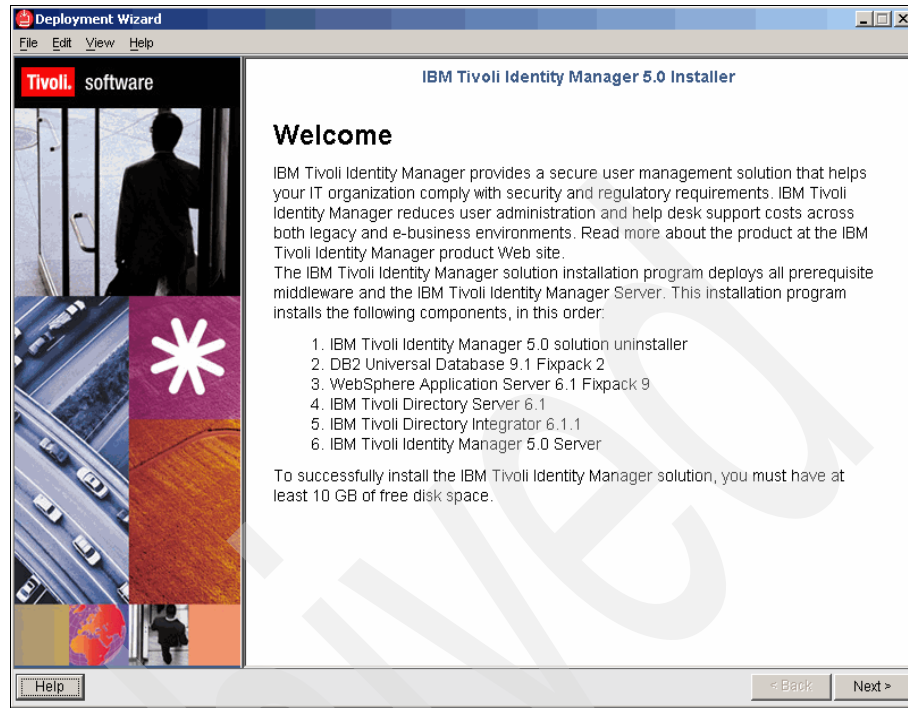 Deployment Wizard
File Edit View Help
Tivoli. software
IBM Tivoli Identity Manager 5.0 Installer
Welcome
IBM Tivoli Identity Manager provides a secure user management solution that helps
your IT organization comply with security and regulatory requirements. IBM Tivoli
Identity Manager reduces user administration and help desk support costs across
both legacy and e-business environments. Read more about the product at the IBM
Tivoli Identity Manager product Web site.
The IBM Tivoli Identity Manager solution installation program deploys all prerequisite
middleware and the IBM Tivoli Identity Manager Server. This installation program
installs the following components, in this order:
1. IBM Tivoli Identity Manager 5.0 solution uninstaller
2. DB2 Universal Database 9.1 Fixpack 2
3. WebSphere Application Server 6.1 Fixpack 9
4. IBM Tivoli Directory Server 6.1
5. IBM Tivoli Directory Integrator 6.1.1
6. IBM Tivoli Identity Manager 5.0 Server
To successfully install the IBM Tivoli Identity Manager solution, you must have at
least 10 GB of free disk space.
Help
< Back
Next >